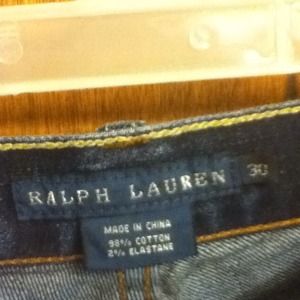 RALPH LAUREN 30
MADE IN CHINA
98% COTTON
2% ELASTANE